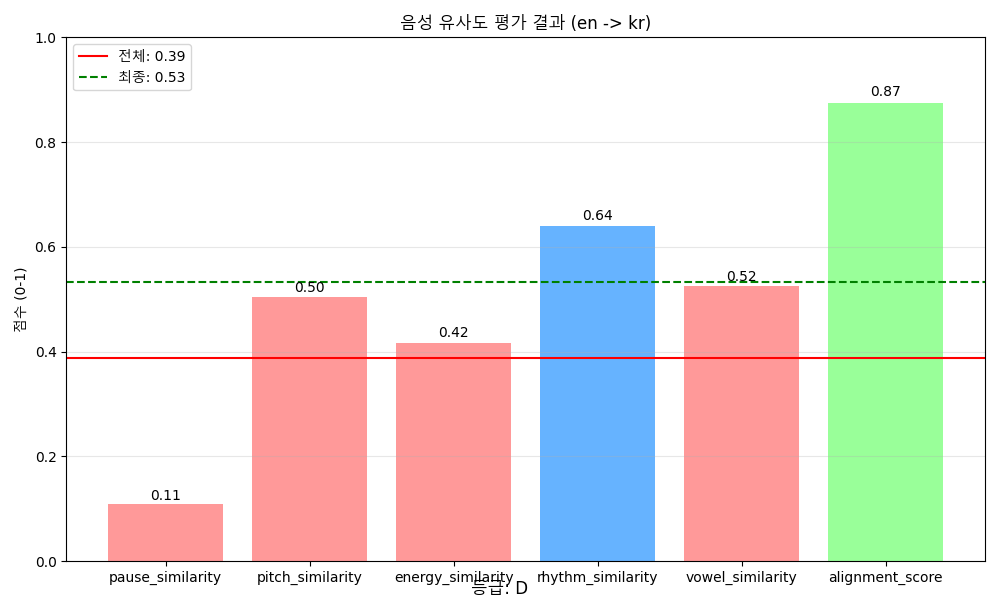 음성 유사도 평가 결과 (en -> kr)
전체: 0.39
최종: 0.53
점수 (0-1)
1.0
0.8
0.6
0.4
0.2
0.0
0.11
0.50
0.42
0.64
0.52
0.87
pause_similarity
pitch_similarity
energy_similarity
rhythm_similarity
vowel_similarity
alignment_score
등급: D